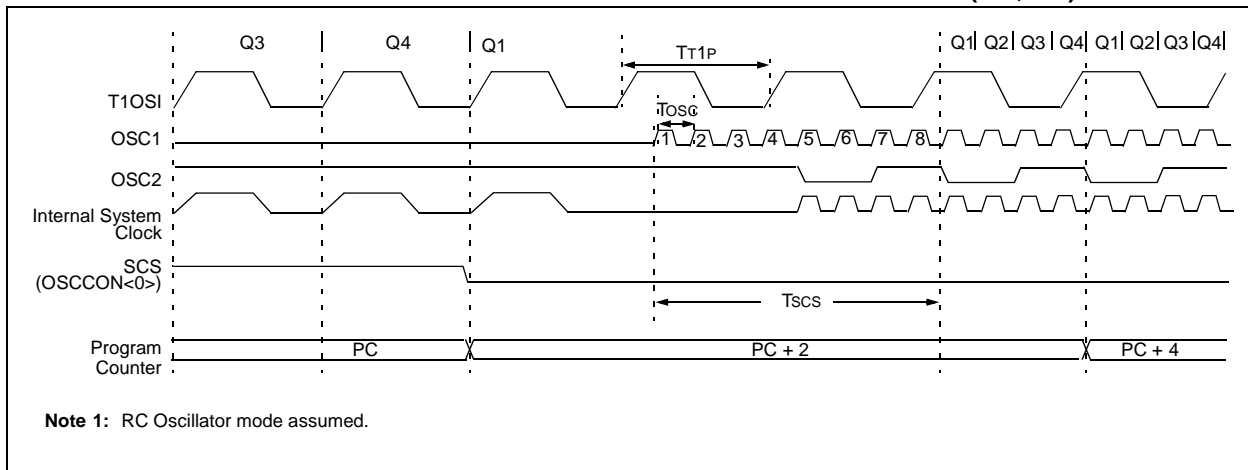 Q3 Q4 Q1 Q1 Q2 Q3 Q4 Q1 Q2 Q3 Q4
TT1P
T1OSI
TOSC
OSC1
1 2 3 4 5 6 7 8
OSC2
Internal System
Clock
SCS
(OSCCON<0>)
TSCS
Program
Counter
PC PC + 2 PC + 4
Note 1: RC Oscillator mode assumed.